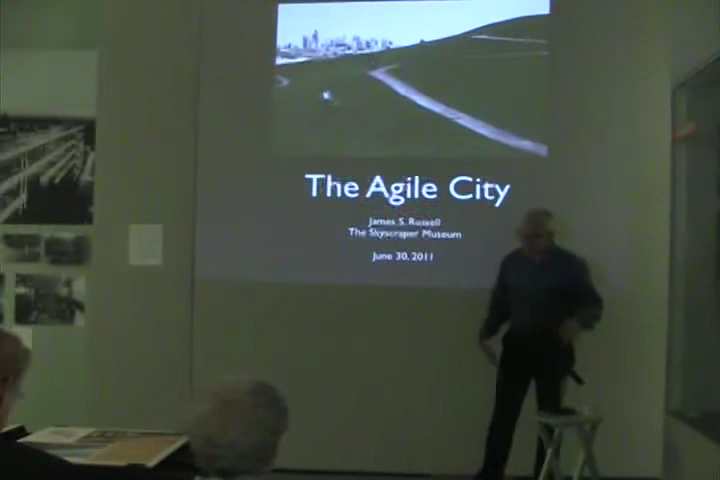 The Agile City
James S. Russell
The Skyscraper Museum
June 30, 2011